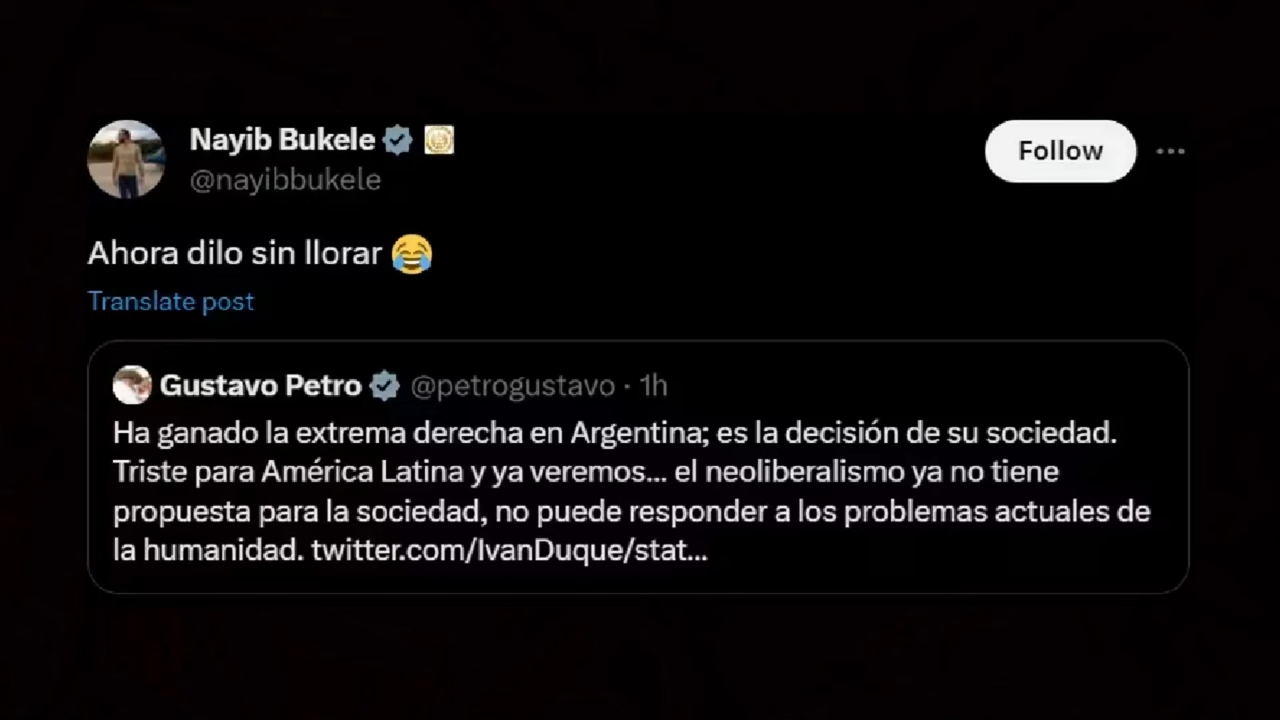 Nayib Bukele
@nayibbukele
Follow
Ahora dilo sin llorar 😂
Translate post
Gustavo Petro @petrogustavo · 1h
Ha ganado la extrema derecha en Argentina; es la decisión de su sociedad.
Triste para América Latina y ya veremos... el neoliberalismo ya no tiene
propuesta para la sociedad, no puede responder a los problemas actuales de
la humanidad. twitter.com/IvanDuque/stat...